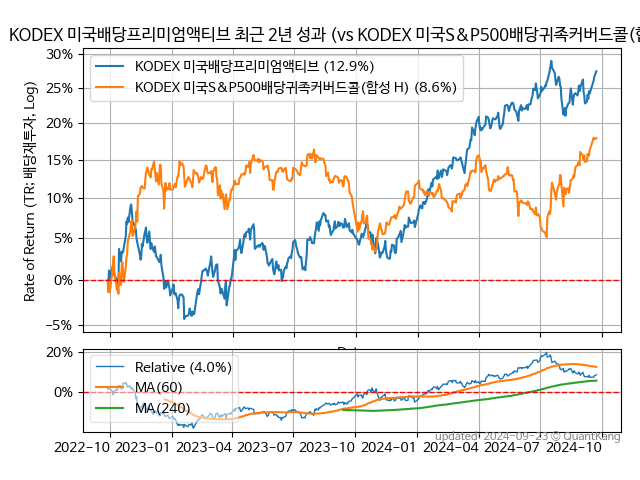 KODEX 미국배당프리미엄액티브 최근 2년 성과 (vs KODEX 미국S&P500배당귀족커버드콜(합
30%
25%
20%
15%
10%
5%
0%
−5%
Rate of Return (TR: 배당재투자, Log)
KODEX 미국배당프리미엄액티브 (12.9%)
KODEX 미국S&P500배당귀족커버드콜(합성 H) (8.6%)
20%
0%
Relative (4.0%)
MA(60)
MA(240)
2022−10 2023−01 2023−04 2023−07 2023−10 2024−01 2024−04 2024−07 2024−10
updated: 2024−09−23 © QuantKang